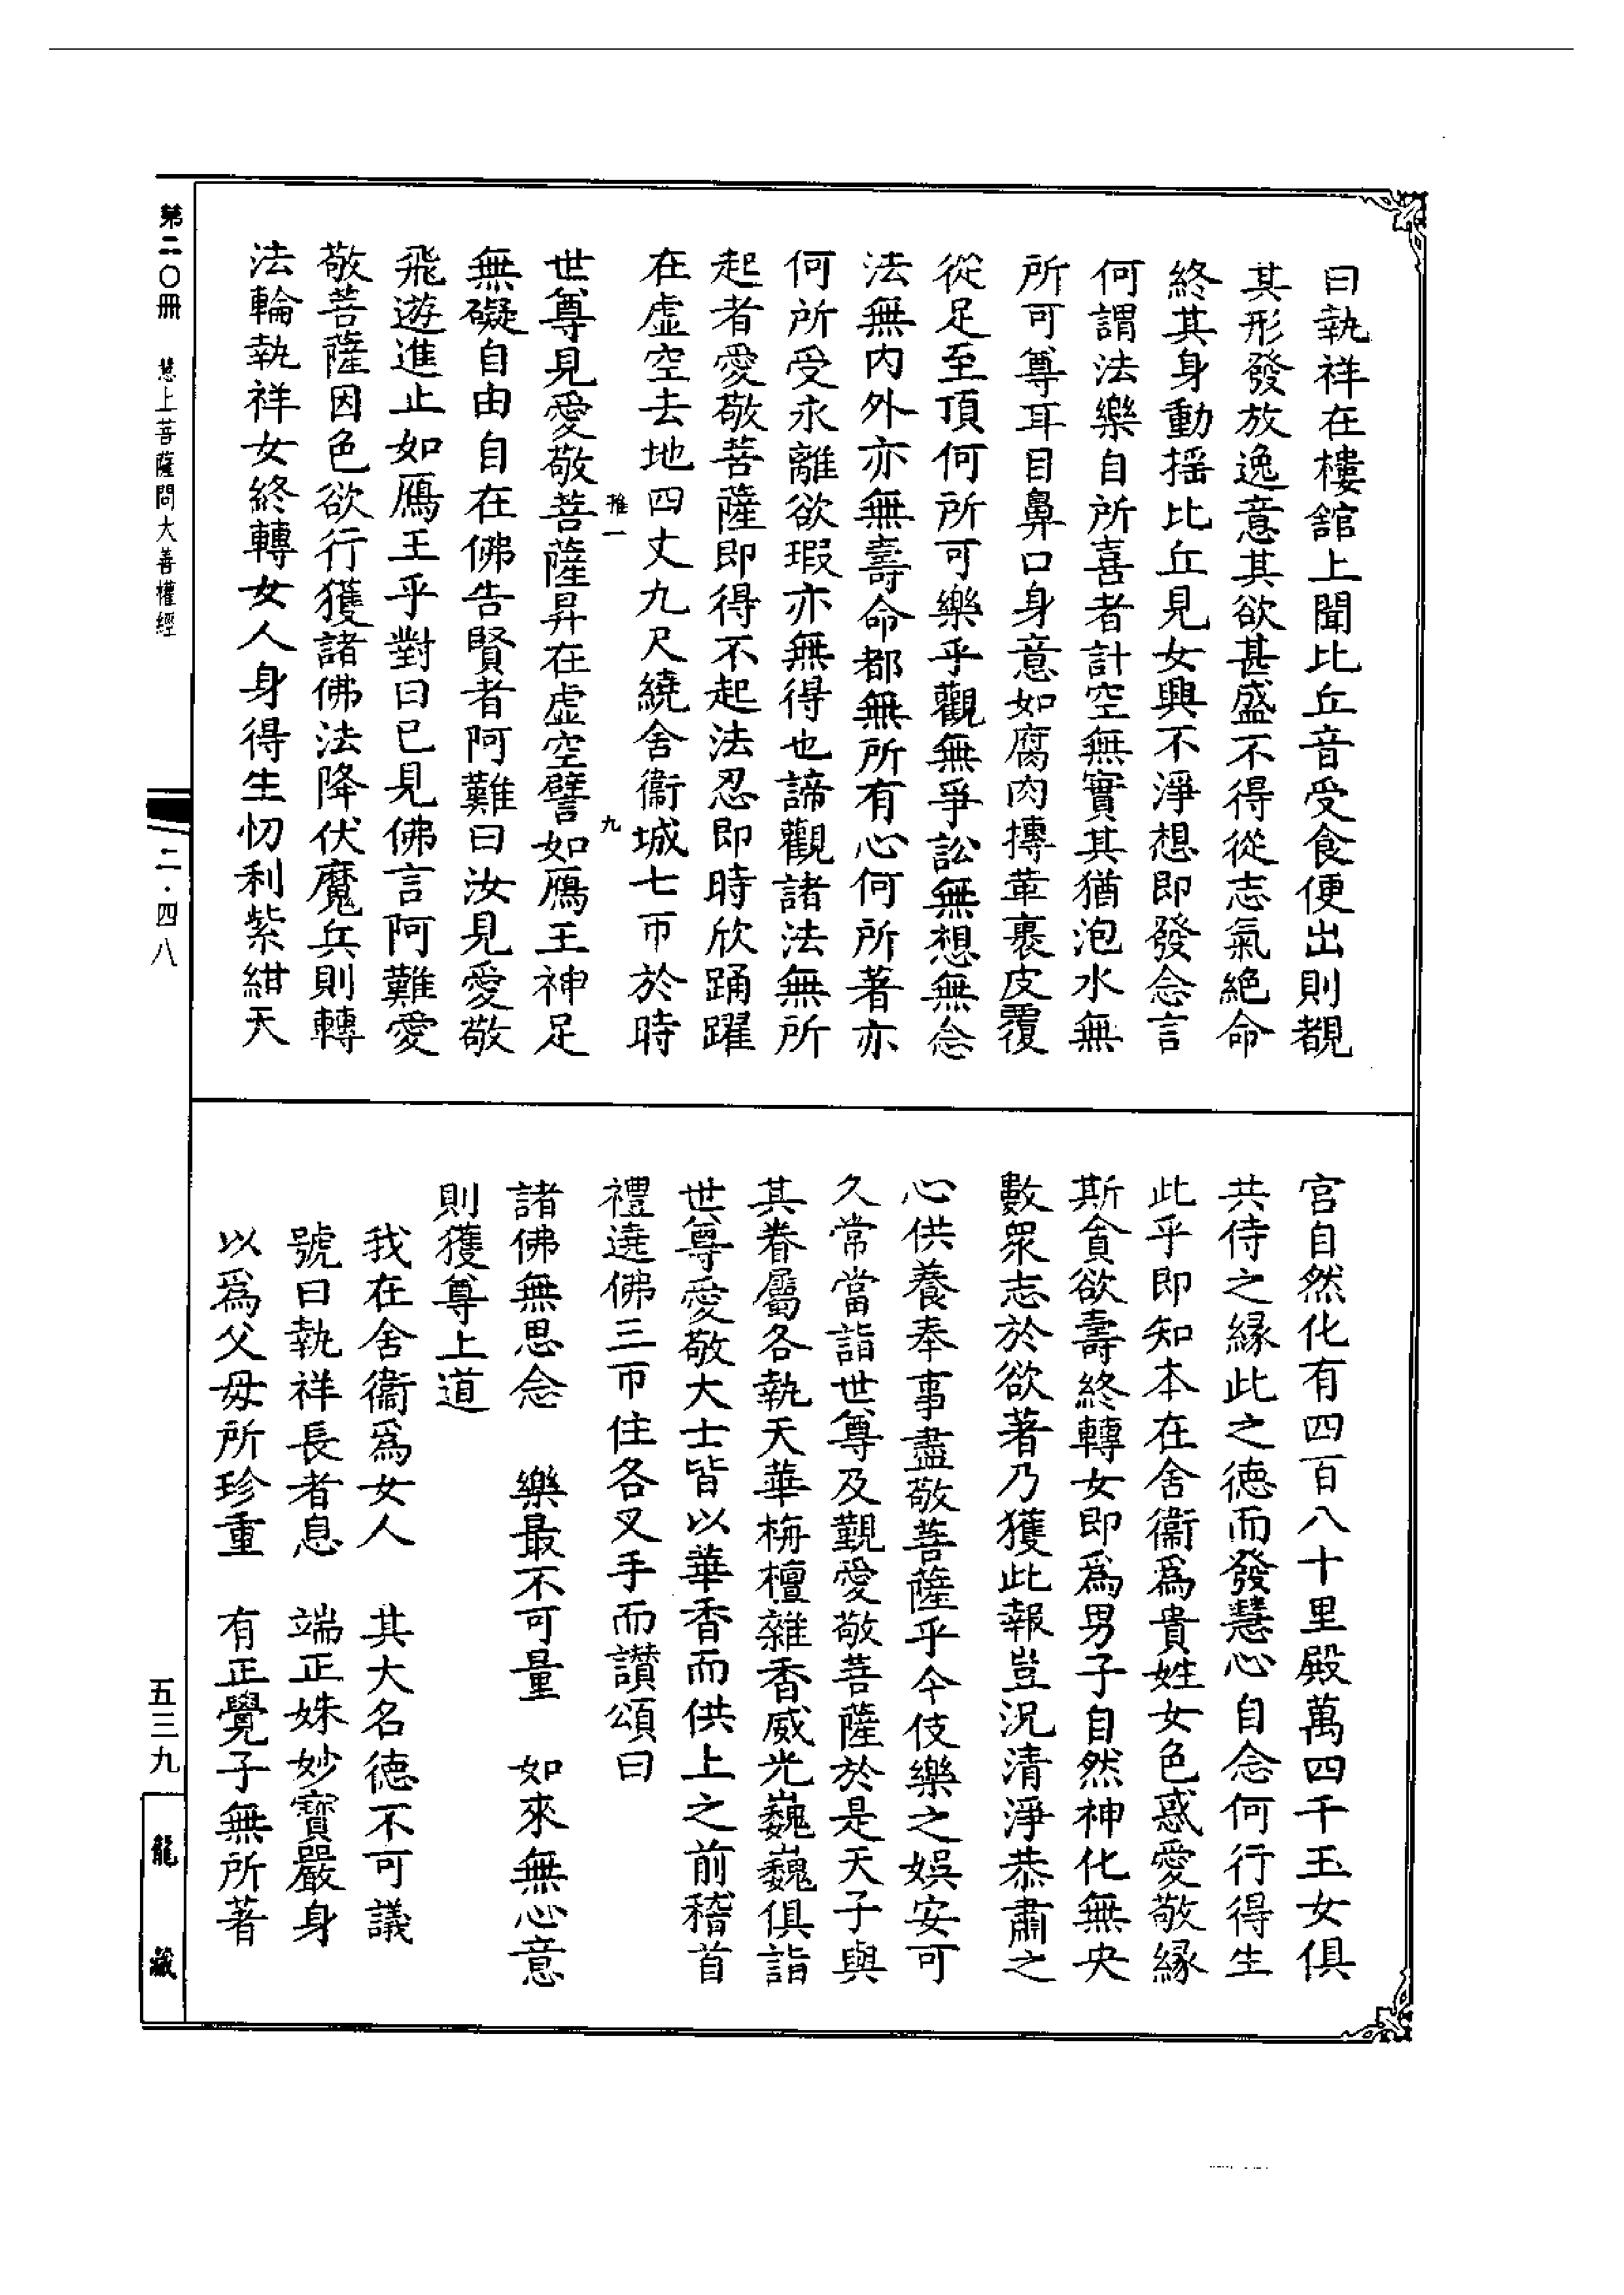 曰執祥在樓舘上聞比丘音受食便出則覩
其形發放逸意其欲甚盛不得從志氣絶命
終其身動揺比丘見女興不淨想即發念言
何謂法樂自所喜者計空無實其猶泡水無
所可尊耳目鼻口身意如腐肉摶革裹皮覆
從足至頂何所可樂乎觀無爭訟無想無念
法無内外亦無壽命都無所有心何所著亦
何所受永離欲瑕亦無得也諦觀諸法無所
起者愛敬菩薩即得不起法忍即時欣踊躍
在虚空去地四丈九尺繞舍衞城七帀於時
推一
九
世尊見愛敬菩薩昇在虚空譬如鴈王神足
無礙自由自在佛告賢者阿難曰汝見愛敬
飛遊進止如鴈王乎對曰已見佛言阿難愛
敬菩薩因色欲行獲諸佛法降伏魔兵則轉
法輪執祥女終轉女人身得生忉利紫紺天
宫自然化有四百八十里殿萬四千玉女俱
共侍之縁此之德而發慧心自念何行得生
此乎即知本在舍衞爲貴姓女色惑愛敬縁
斯貪欲壽終轉女即爲男子自然神化無央
數衆志於欲著乃獲此報豈況清淨恭肅之
心供養奉事盡敬菩薩乎今伎樂之娱安可
久常當詣世尊及觀愛敬菩薩於是天子與
其眷屬各執天華栴檀雜香威光巍巍俱詣
世尊愛敬大士皆以華香而供上之前稽首
禮遶佛三帀住各叉手而讃頌曰
諸佛無思念　樂最不可量　如來無心意
則獲尊上道
我在舍衞爲女人　其大名德不可議
號曰執祥長者息　端正姝妙寶嚴身
以爲父毋所珍重　有正覺子無所著
第二〇冊　慧上菩薩問大善權經
二·四八
五三九
龍藏